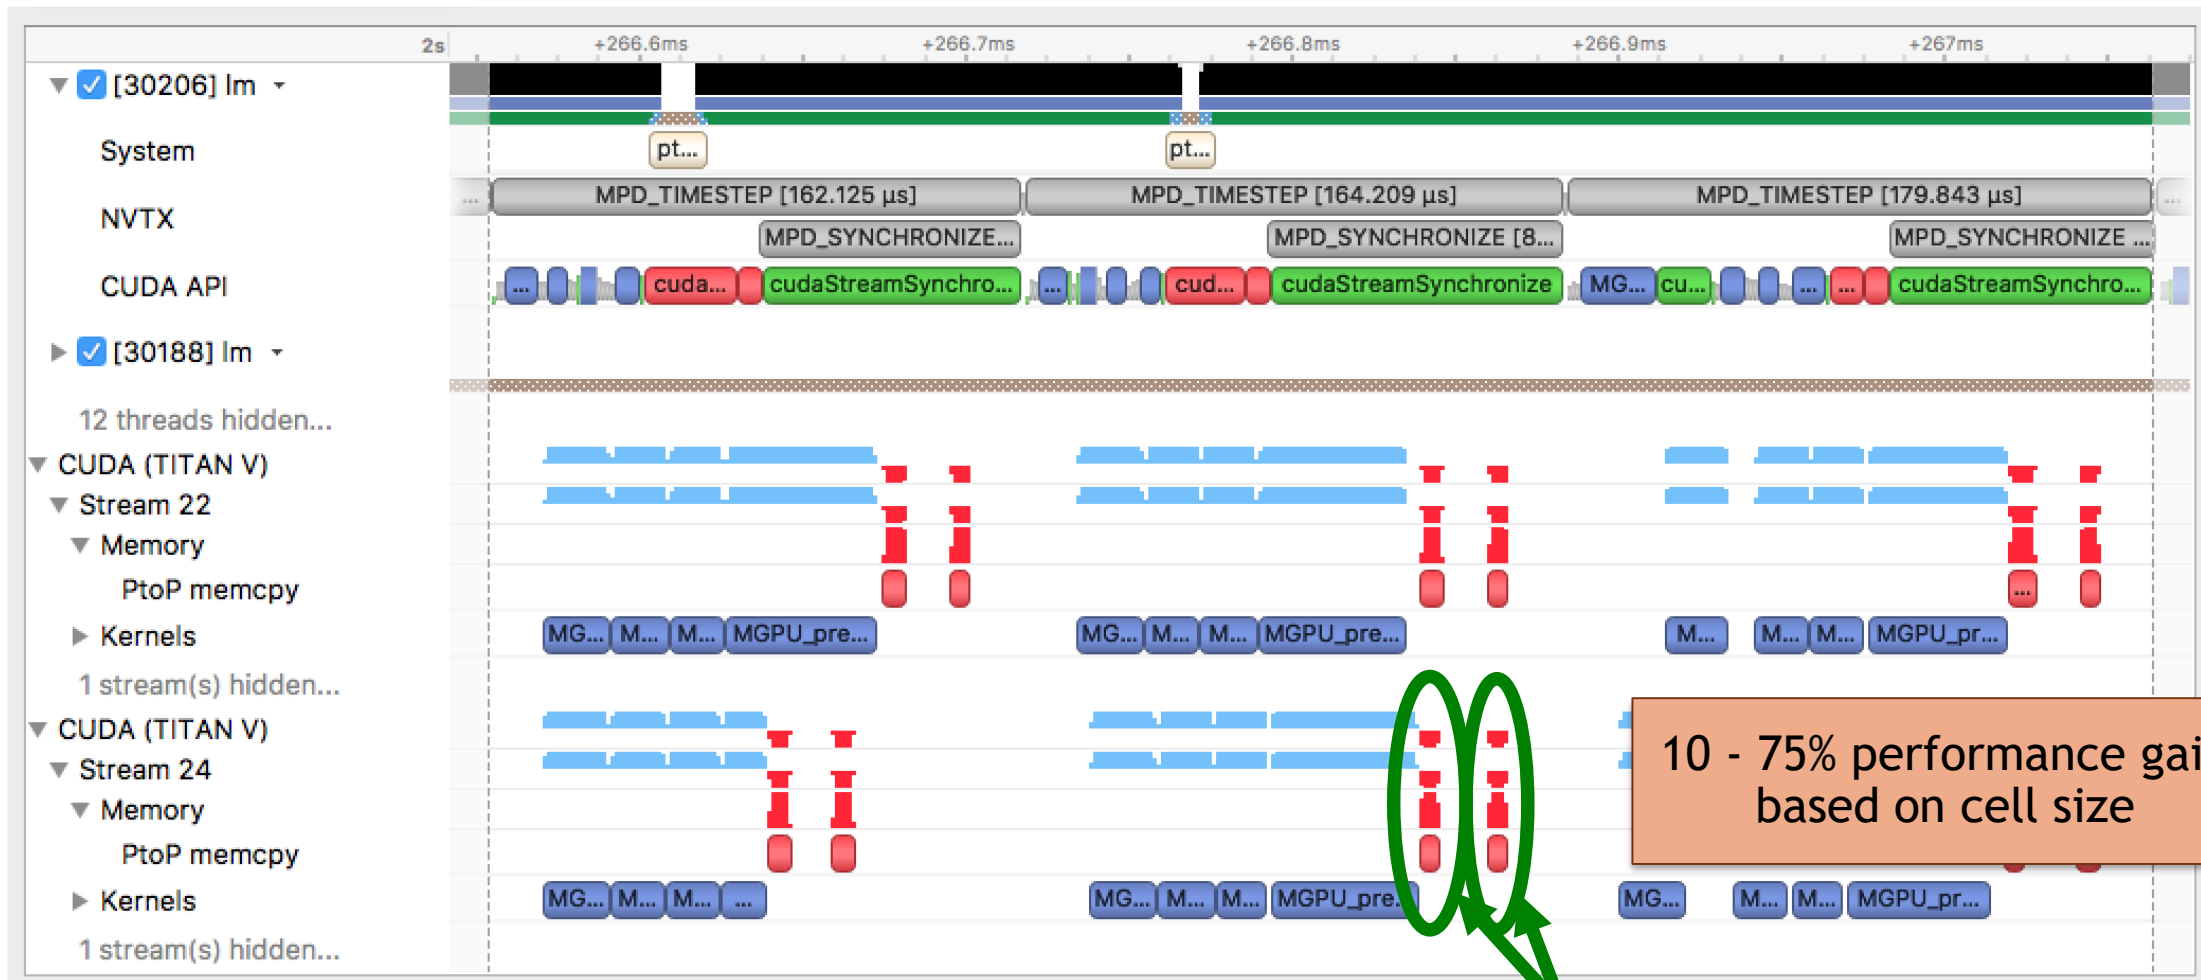 2s +266.6ms +266.7ms +266.8ms +266.9ms +267ms
[30206] lm
System pt... pt...
... MPD_TIMESTEP [162.125 µs] MPD_TIMESTEP [164.209 µs] MPD_TIMESTEP [179.843 µs] ...
NVTX
MPD_SYNCHRONIZE... MPD_SYNCHRONIZE [8... MPD_SYNCHRONIZE ...
CUDA API ... cuda... cudaStreamSynchro... ... cud... cudaStreamSynchronize MG... cu... ... ... cudaStreamSynchro...
[30188] lm
12 threads hidden...
CUDA (TITAN V)
Stream 22
Memory
PtoP memcpy ...
Kernels MG... M... M... MGPU_pre... MG... M... M... MGPU_pre... M... M... M... MGPU_pr...
1 stream(s) hidden...
CUDA (TITAN V)
Stream 24
Memory
PtoP memcpy
Kernels MG... M... M... ... MG... M... M... MGPU_pre... MG... M... M... MGPU_pr...
1 stream(s) hidden...
10 - 75% performance gai
based on cell size